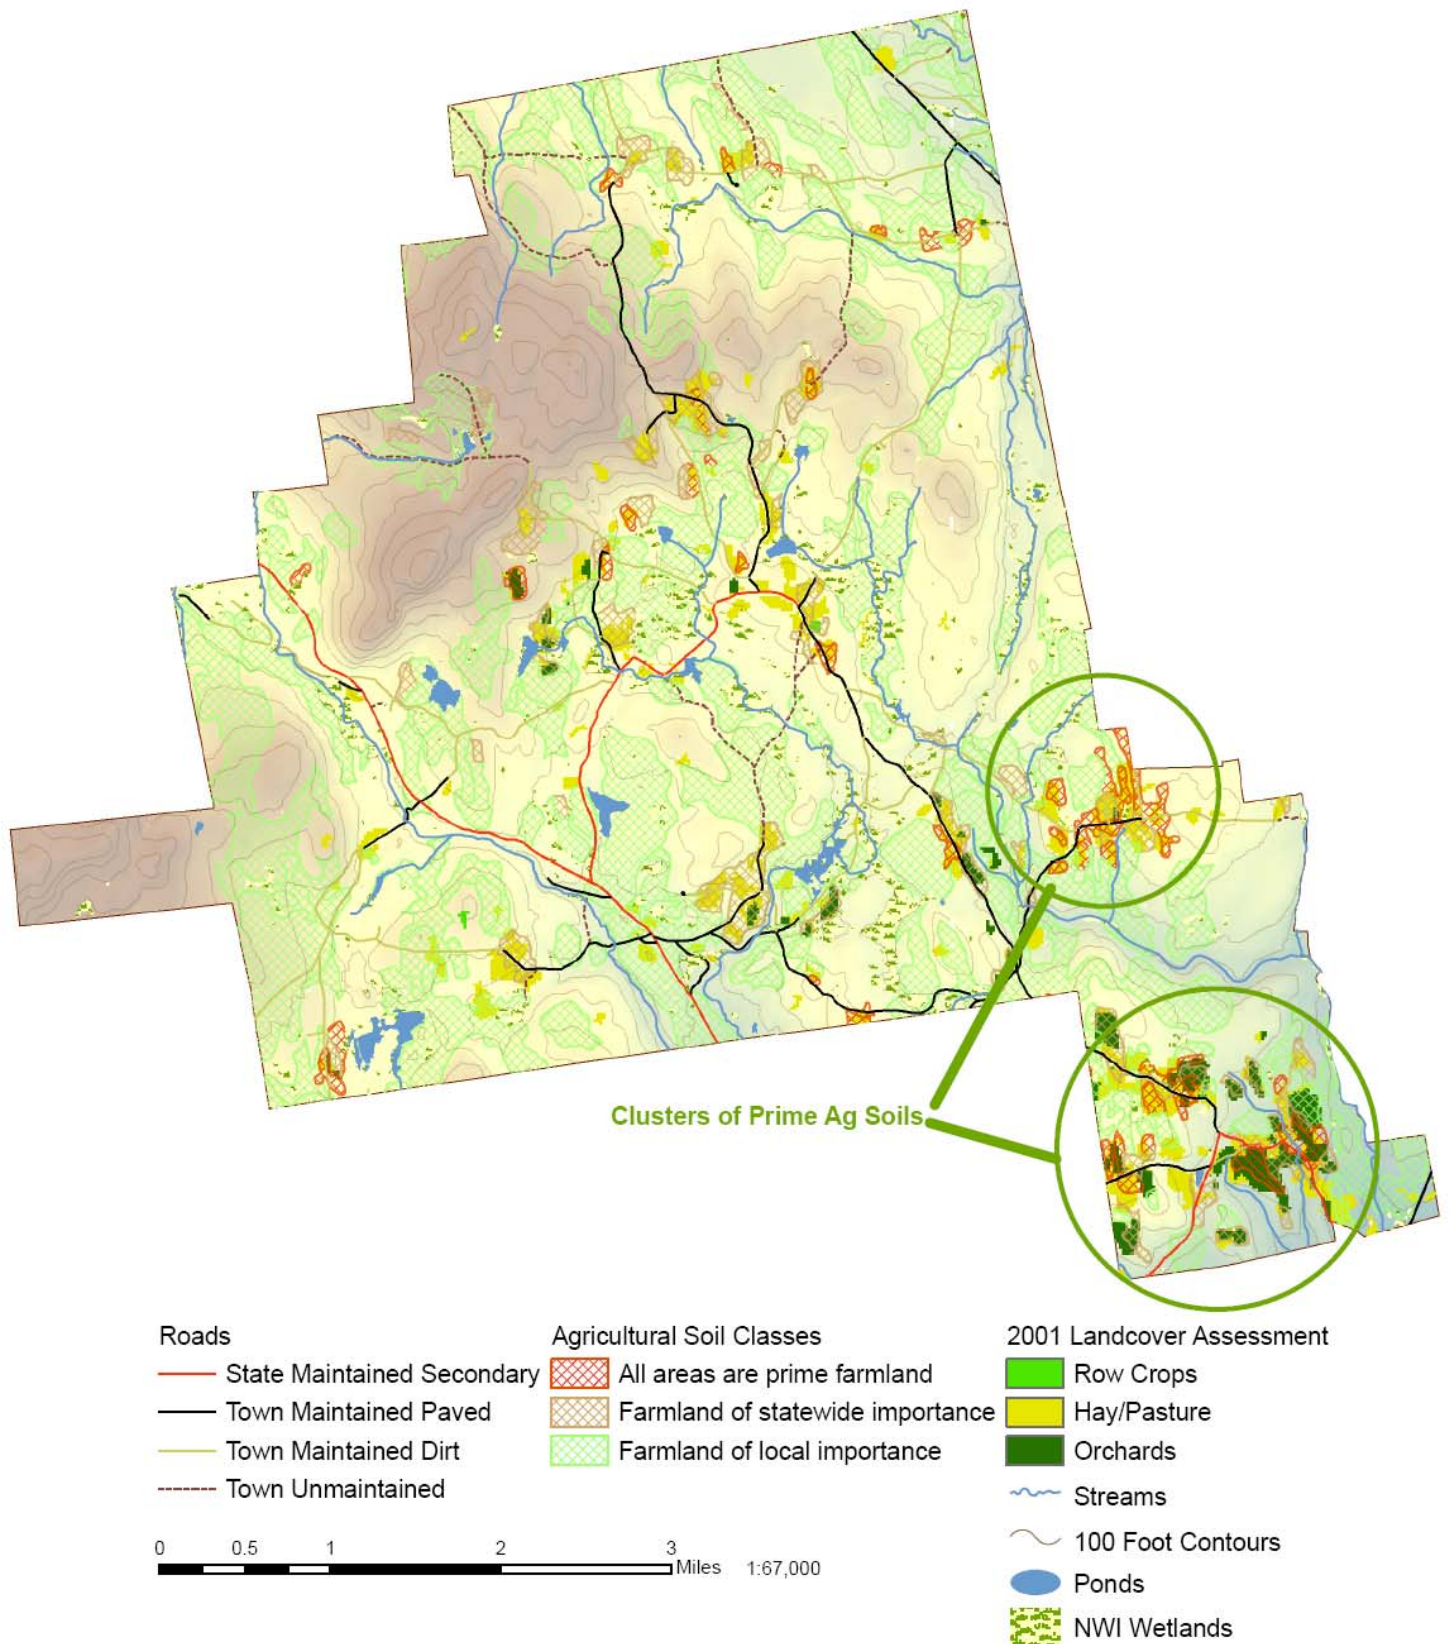 Clusters of Prime Ag Soils
Roads
State Maintained Secondary
Town Maintained Paved
Town Maintained Dirt
Town Unmaintained
0 0.5 1 2 3
Miles 1:67,000
Agricultural Soil Classes
All areas are prime farmland
Farmland of statewide importance
Farmland of local importance
2001 Landcover Assessment
Row Crops
Hay/Pasture
Orchards
Streams
100 Foot Contours
Ponds
NWI Wetlands